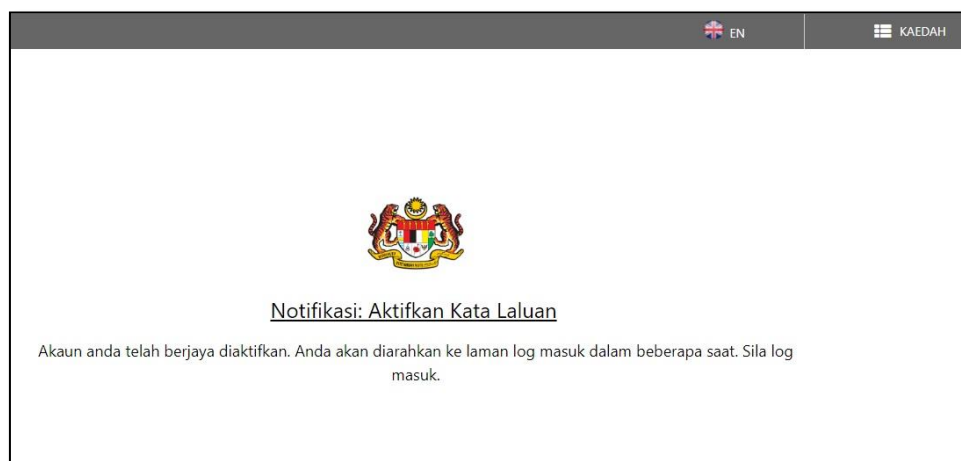 EN
KAEDAH
Notifikasi: Aktifkan Kata Laluan
Akaun anda telah berjaya diaktifkan. Anda akan diarahkan ke laman log masuk dalam beberapa saat. Sila log
masuk.